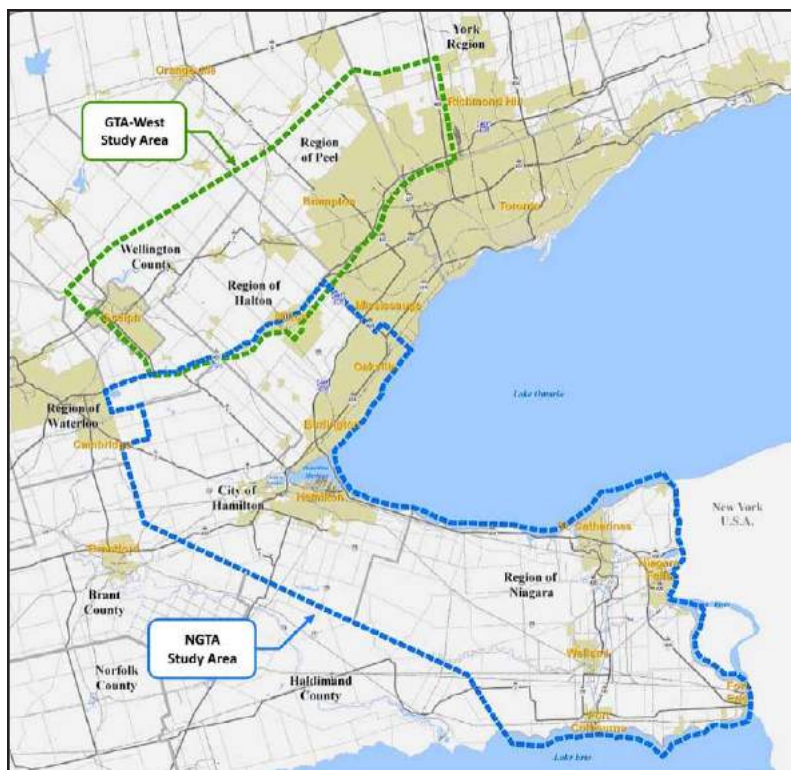 York
Region
Orangeville
Richmond Hill
GTA-West
Study Area
Region
of Peel
Brampton
Toronto
Wellington
County
Region of
Halton
Mississauga
Guelph
Milton
Oakville
Lake Ontario
Region of
Waterloo
Burlington
Cambridge
City of
Hamilton
Hamilton
New York
U.S.A.
St. Catharines
Brantford
Niagara
Falls
Region of
Niagara
Brant
County
NGTA
Study Area
Welland
Norfolk
County
Haldimand
County
Fort
Erie
Port
Colborne
Lake Erie